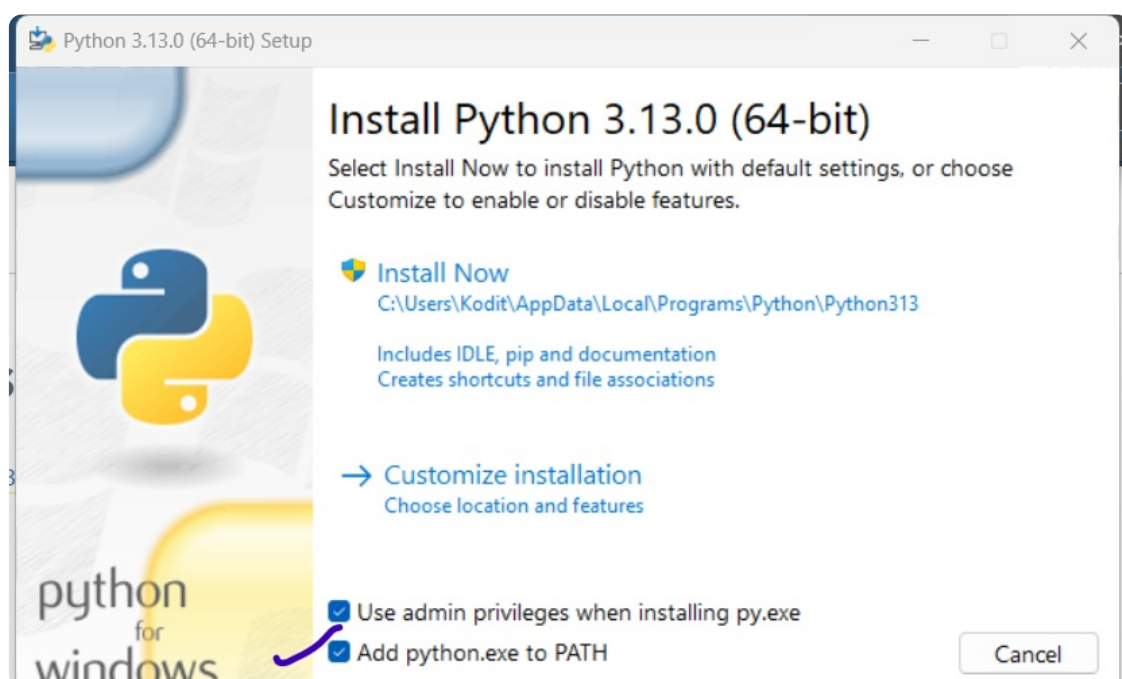 Python 3.13.0 (64-bit) Setup
Install Python 3.13.0 (64-bit)
Select Install Now to install Python with default settings, or choose
Customize to enable or disable features.
Install Now
C:\Users\Kodit\AppData\Local\Programs\Python\Python313
Includes IDLE, pip and documentation
Creates shortcuts and file associations
Customize installation
Choose location and features
python
for
windows
Use admin privileges when installing py.exe
Add python.exe to PATH
Cancel